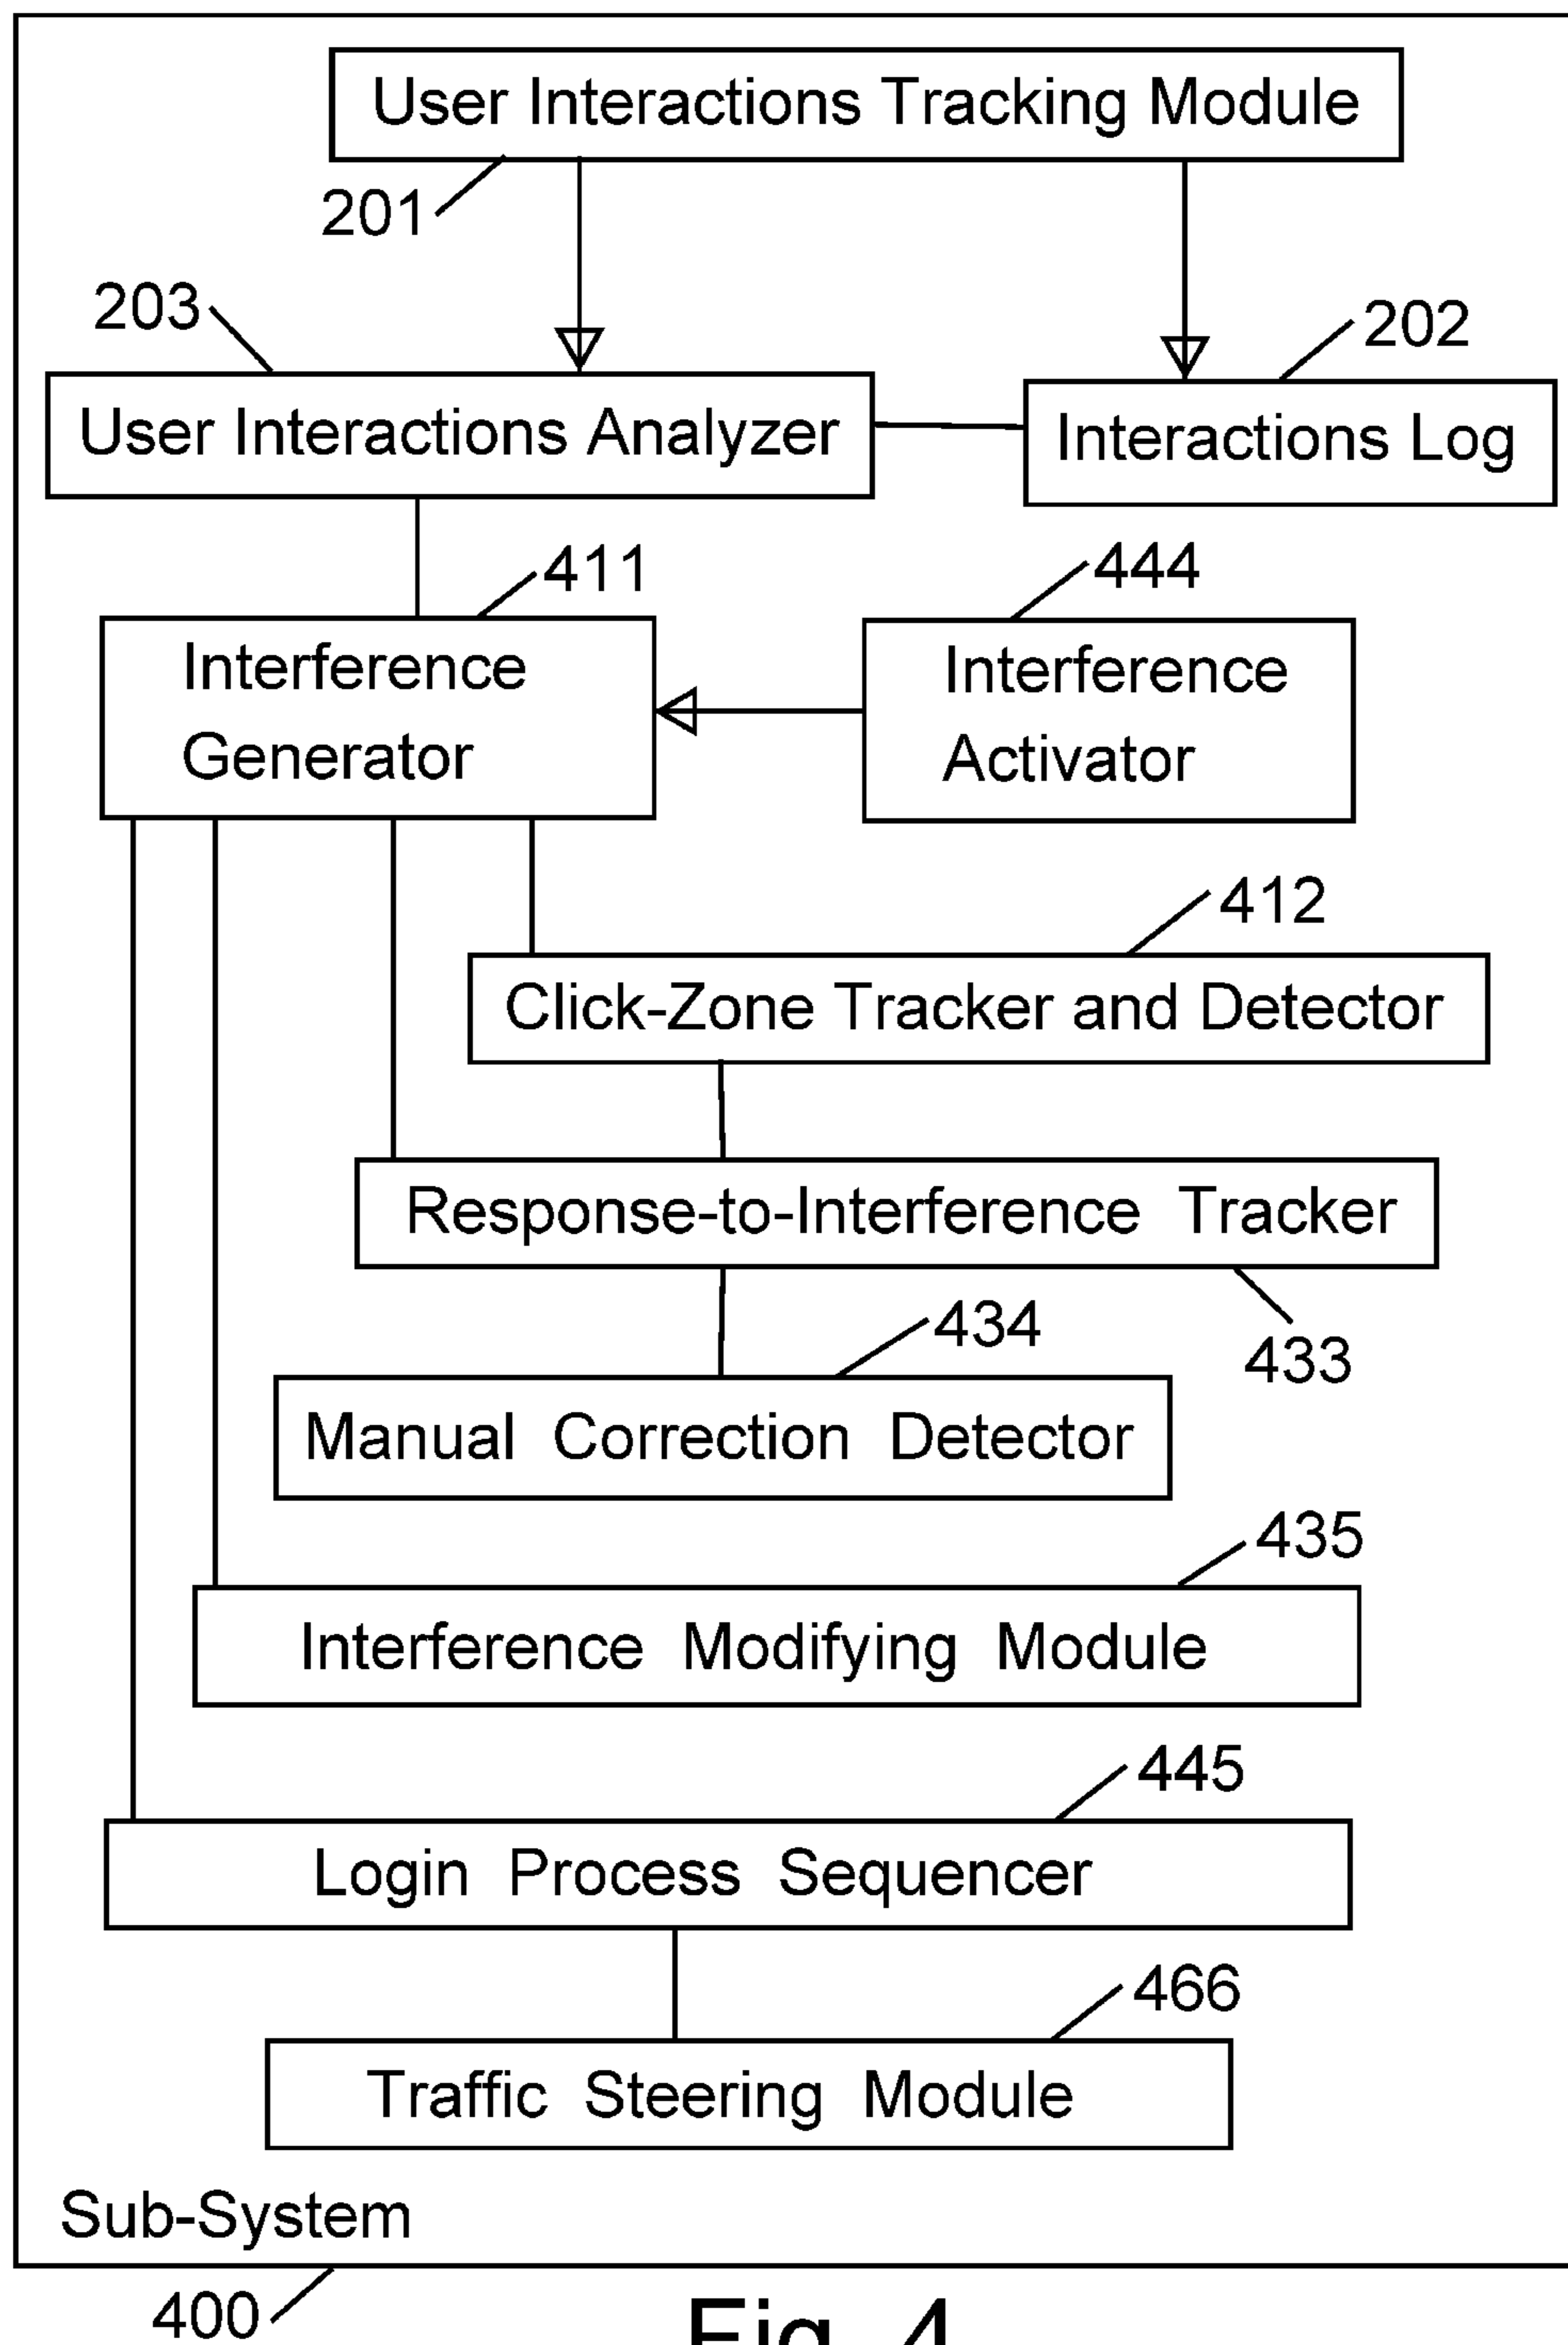 User Interactions Tracking Module
201
203
202
User Interactions Analyzer
Interactions Log
411
444
Interference
Generator
Interference
Activator
412
Click-Zone Tracker and Detector
Response-to-Interference Tracker
434
433
Manual Correction Detector
435
Interference Modifying Module
445
Login Process Sequencer
466
Traffic Steering Module
Sub-System
400
Fig. 4